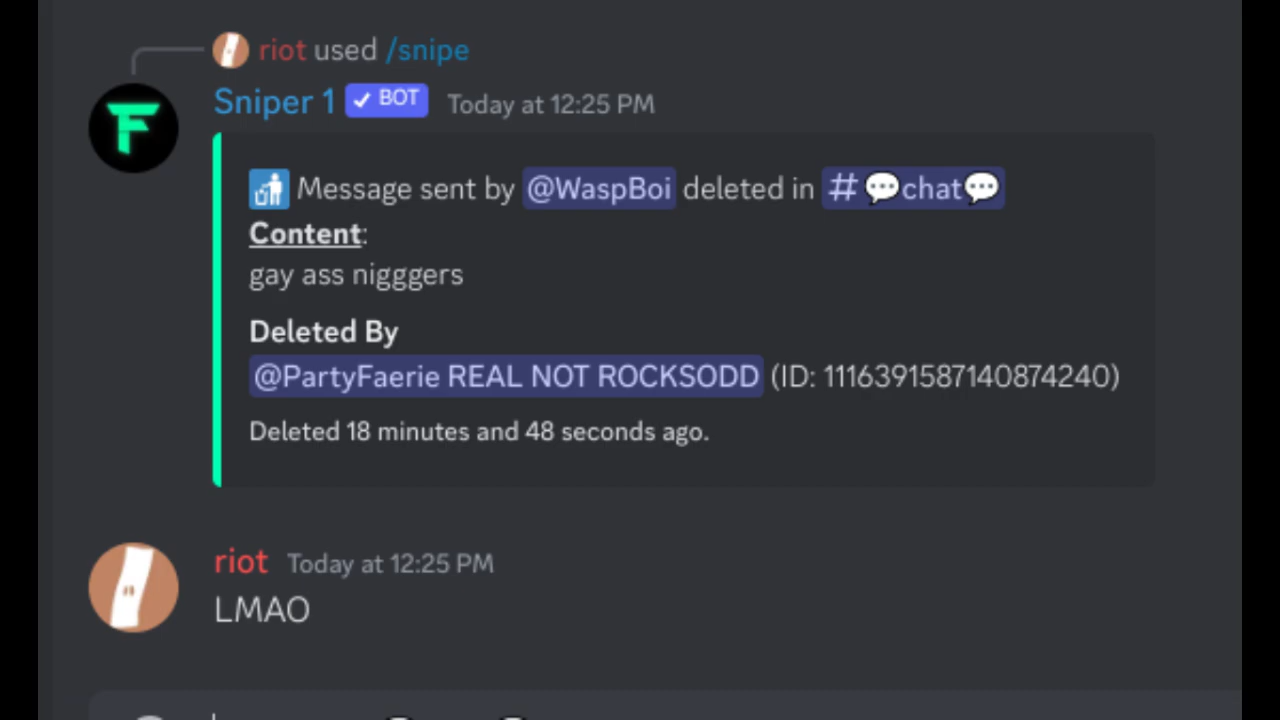 riot used /snipe
Sniper 1 ✓ BOT Today at 12:25 PM
Message sent by @WaspBoi deleted in #💬chat💬
Content:
gay ass nigggers
Deleted By
@PartyFaerie REAL NOT ROCKSODD (ID: 1116391587140874240)
Deleted 18 minutes and 48 seconds ago.
riot Today at 12:25 PM
LMAO